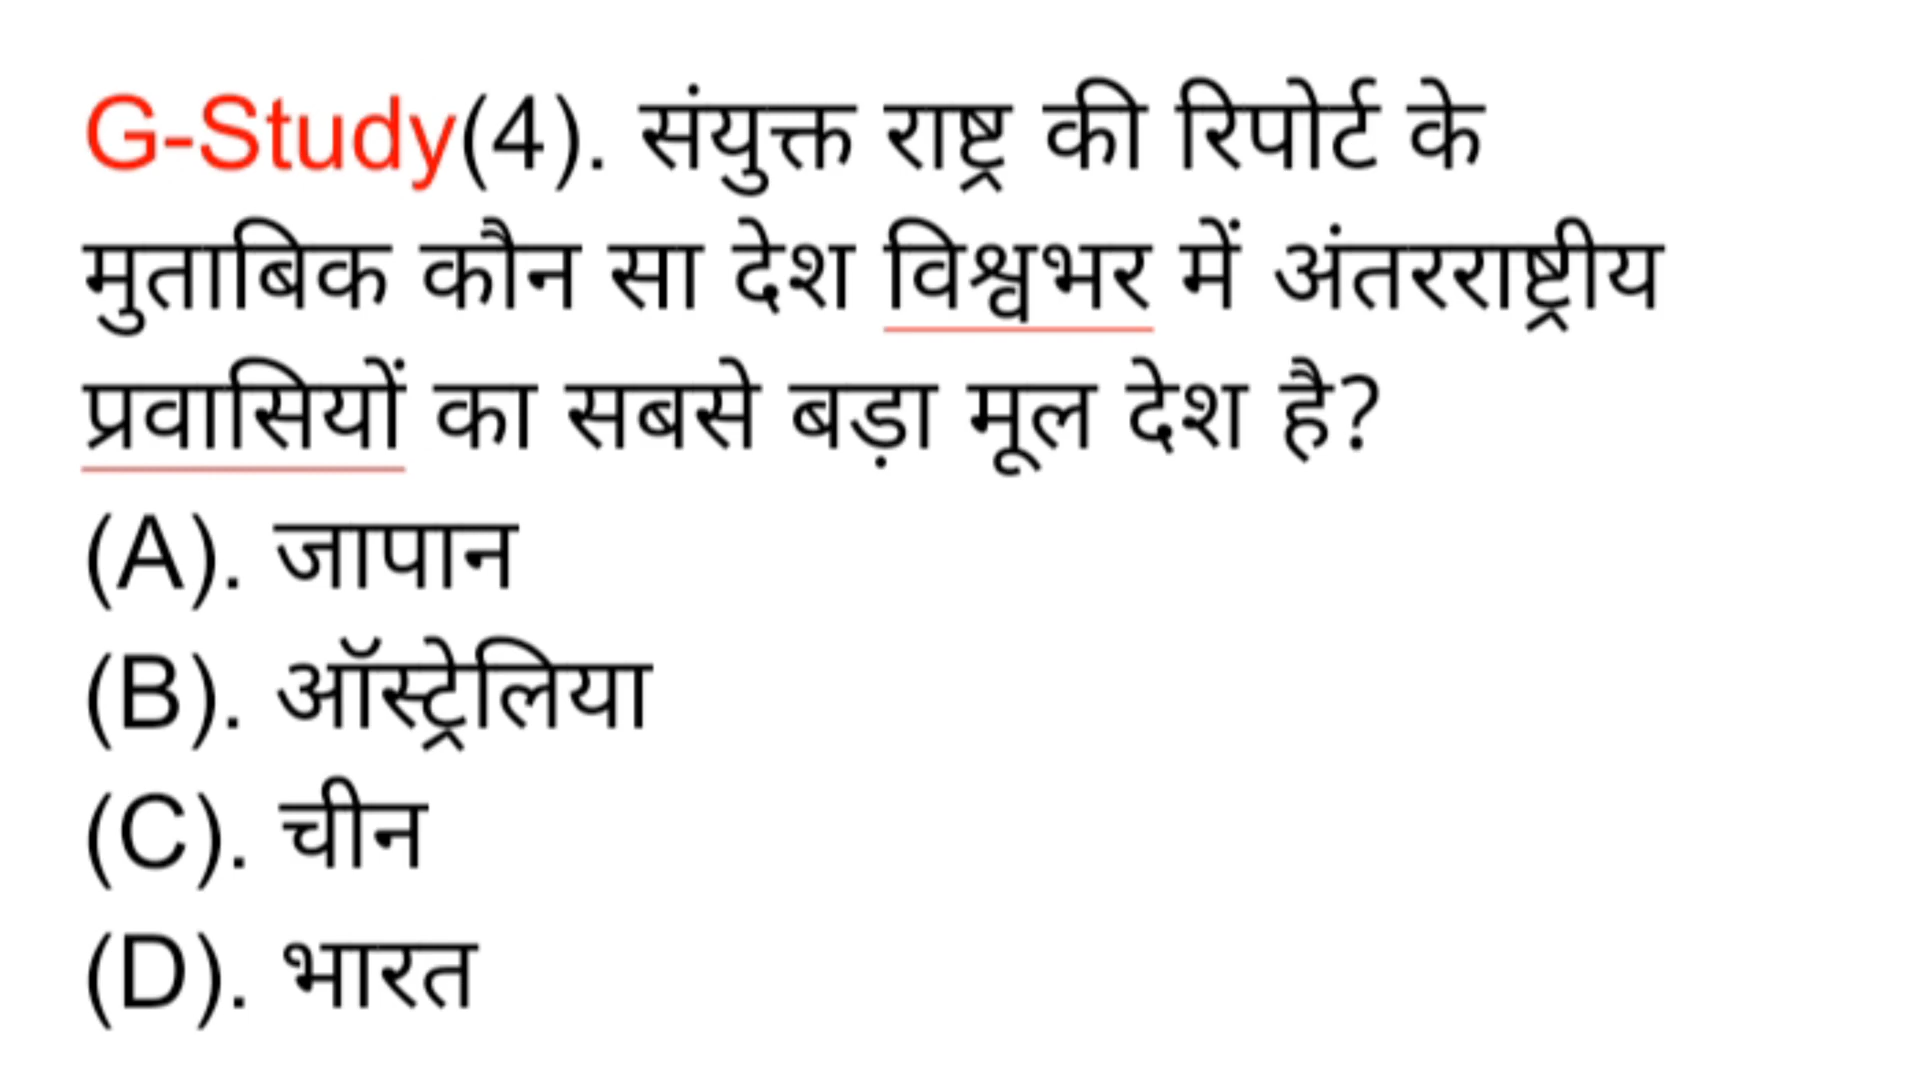 G-Study(4). संयुक्त राष्ट्र की रिपोर्ट के
मुताबिक कौन सा देश विश्वभर में अंतरराष्ट्रीय
प्रवासियों का सबसे बड़ा मूल देश है?
(A). जापान
(B). ऑस्ट्रेलिया
(C). चीन
(D). भारत